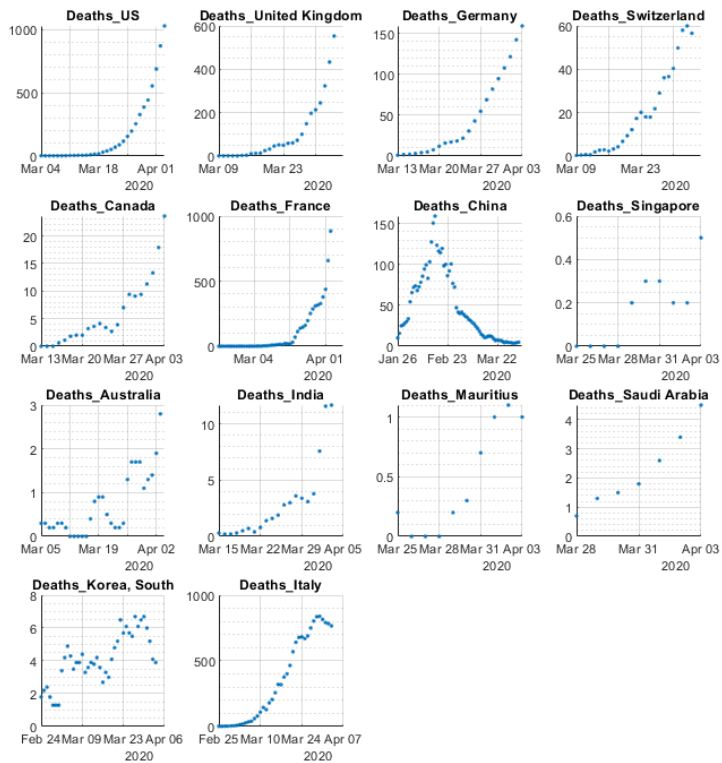 Deaths_US
1000
500
0
Mar 04 Mar 18 Apr 01
2020
Deaths_United Kingdom
600
400
200
0
Mar 09 Mar 23
2020
Deaths_Germany
150
100
50
0
Mar 13 Mar 20 Mar 27 Apr 03
2020
Deaths_Switzerland
60
40
20
0
Mar 09 Mar 23
2020
Deaths_Canada
20
15
10
5
0
Mar 13 Mar 20 Mar 27 Apr 03
2020
Deaths_France
1000
500
0
Mar 04 Apr 01
2020
Deaths_China
150
100
50
0
Jan 26 Feb 23 Mar 22
2020
Deaths_Singapore
0.6
0.4
0.2
0
Mar 25 Mar 28 Mar 31 Apr 03
2020
Deaths_Australia
3
2
1
0
Mar 05 Mar 19 Apr 02
2020
Deaths_India
10
5
0
Mar 15 Mar 22 Mar 29 Apr 05
2020
Deaths_Mauritius
1
0.5
0
Mar 25 Mar 28 Mar 31 Apr 03
2020
Deaths_Saudi Arabia
4
3
2
1
0
Mar 28 Mar 31 Apr 03
2020
Deaths_Korea, South
8
6
4
2
0
Feb 24 Mar 09 Mar 23 Apr 06
2020
Deaths_Italy
1000
500
0
Feb 25 Mar 10 Mar 24 Apr 07
2020